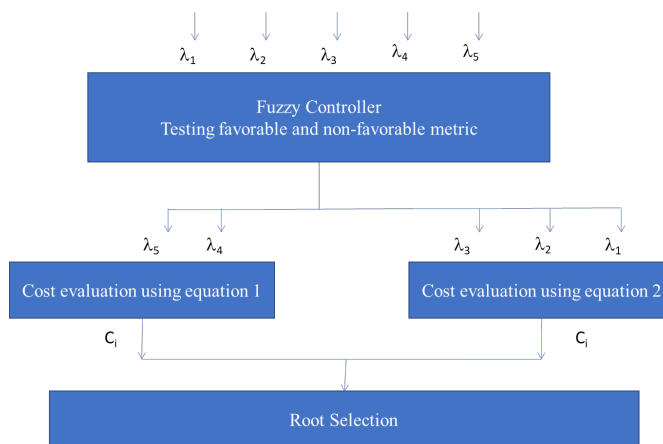 λ1 λ2 λ3 λ4 λ5
Fuzzy Controller
Testing favorable and non-favorable metric
λ5 λ4 λ3 λ2 λ1
Cost evaluation using equation 1
Cost evaluation using equation 2
Ci
Ci
Root Selection